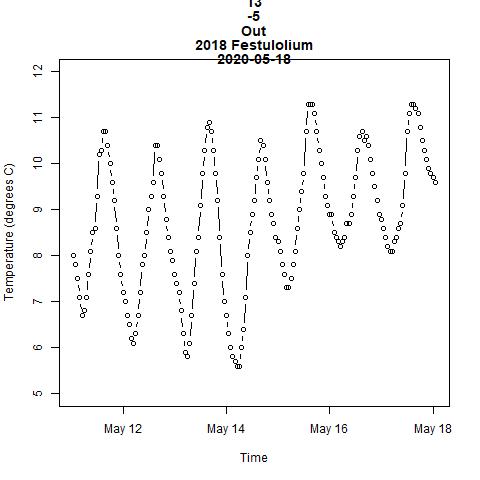 13
-5
Out
2018 Festulolium
2020-05-18
Temperature (degrees C)
12
11
10
9
8
7
6
5
May 12
May 14
May 16
May 18
Time